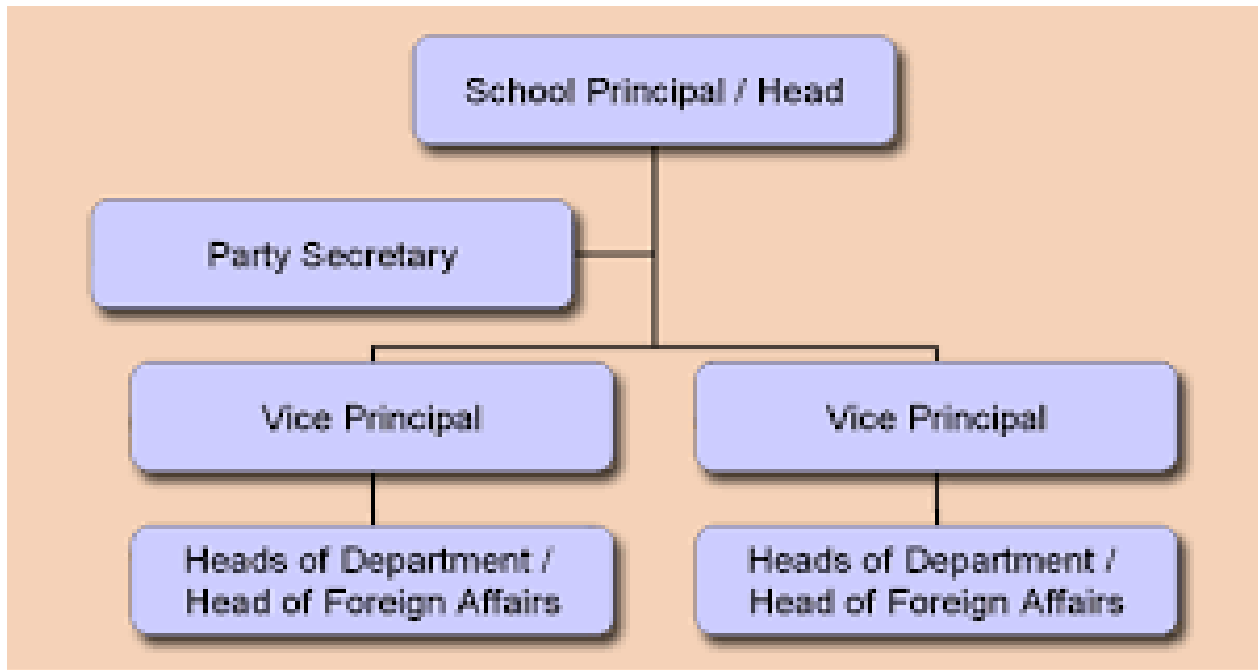 School Principal / Head
Party Secretary
Vice Principal
Vice Principal
Heads of Department /
Head of Foreign Affairs
Heads of Department /
Head of Foreign Affairs